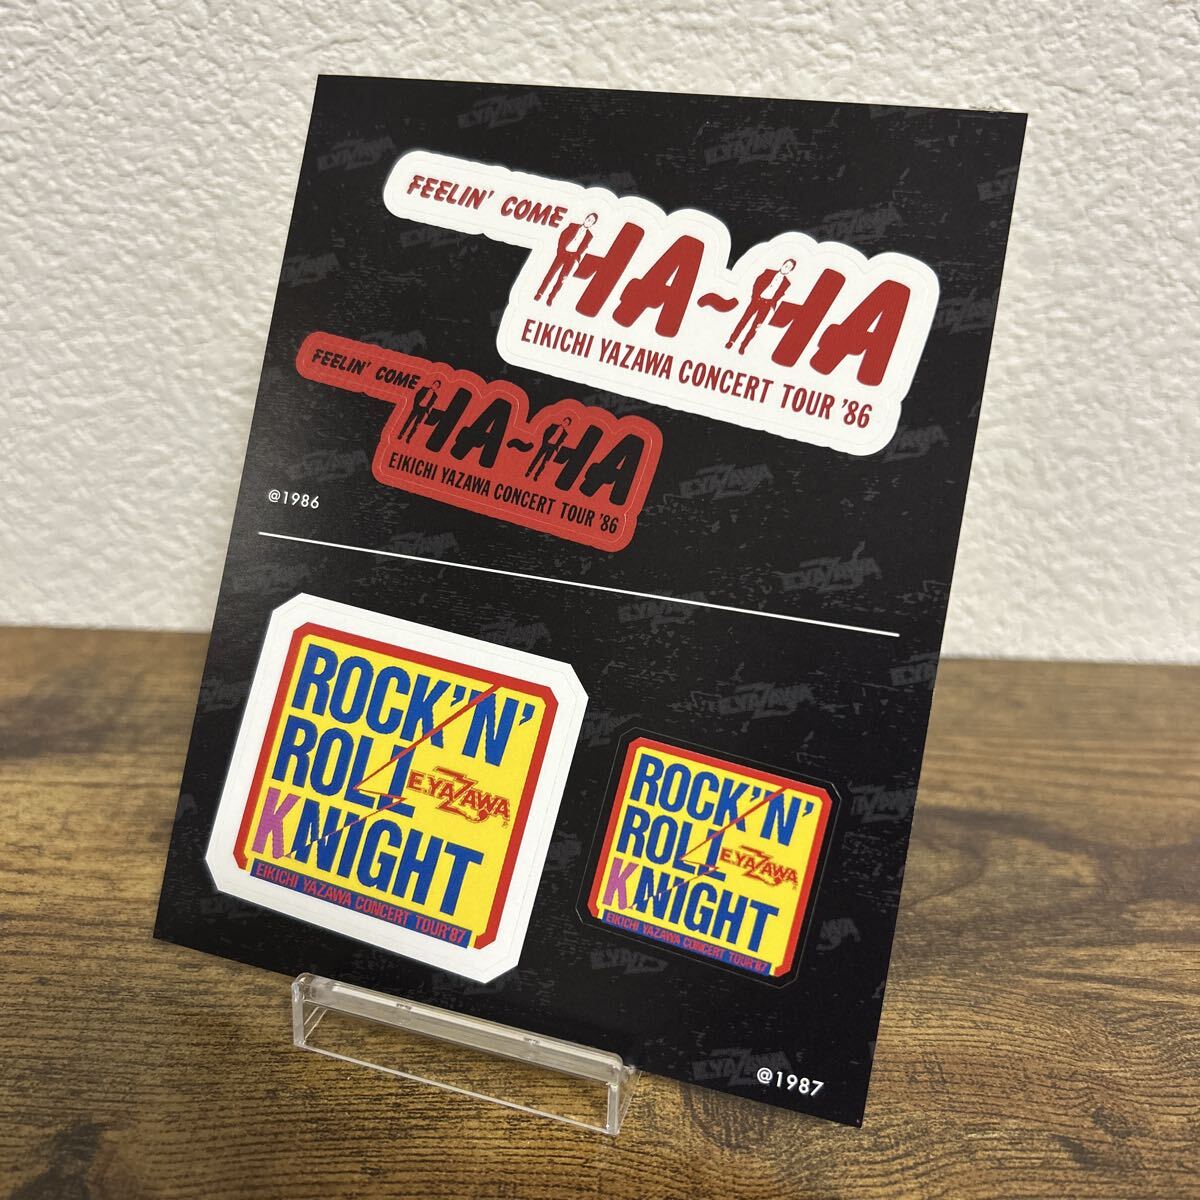 FEELIN' COME
HA~HA
EIKICHI YAZAWA CONCERT TOUR '86
FEELIN' COME
HA~HA
EIKICHI YAZAWA CONCERT TOUR '86
@1986
ROCK'N'
ROLL
E.YAZAWA
KNIGHT
EIKICHI YAZAWA CONCERT TOUR'87
ROCK'N'
ROLL
E.YAZAWA
KNIGHT
EIKICHI YAZAWA CONCERT TOUR'87
@1987